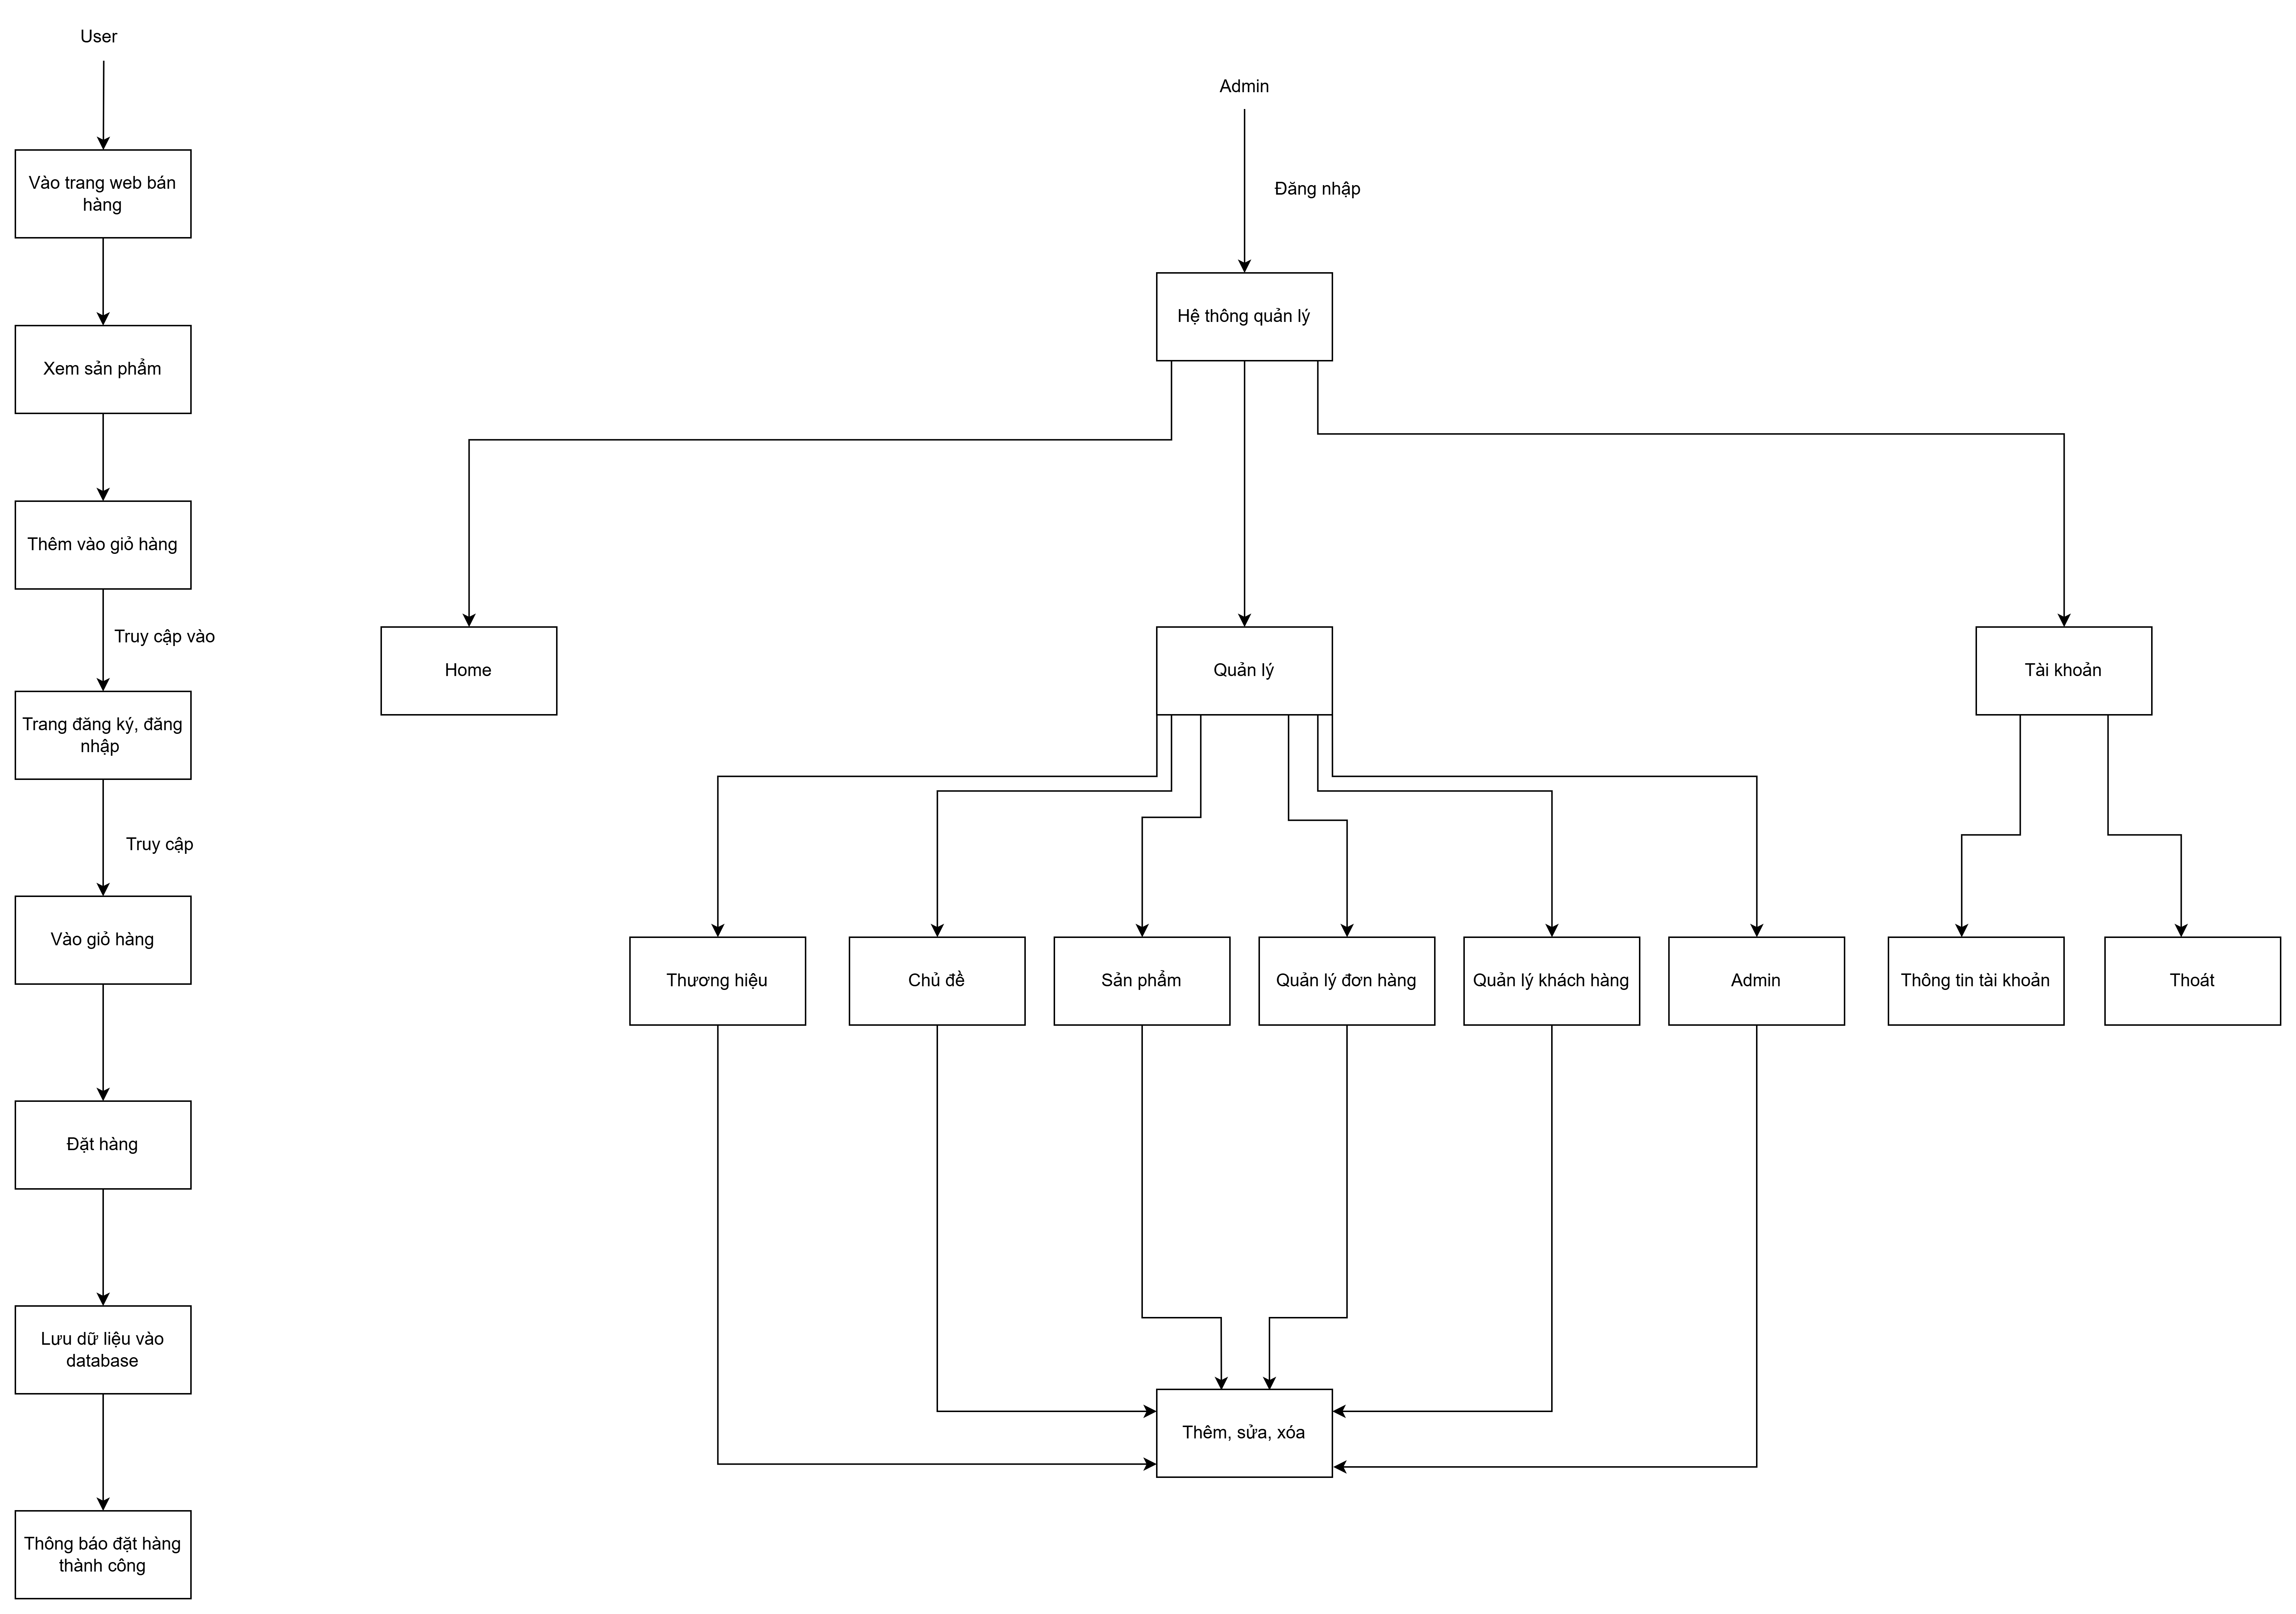 User
Vào trang web bán
hàng
Xem sản phẩm
Thêm vào giỏ hàng
Truy cập vào
Trang đăng ký, đăng
nhập
Truy cập
Vào giỏ hàng
Đặt hàng
Lưu dữ liệu vào
database
Thông báo đặt hàng
thành công
Admin
Đăng nhập
Hệ thông quản lý
Home
Quản lý
Tài khoản
Thương hiệu
Chủ đề
Sản phẩm
Quản lý đơn hàng
Quản lý khách hàng
Admin
Thông tin tài khoản
Thoát
Thêm, sửa, xóa